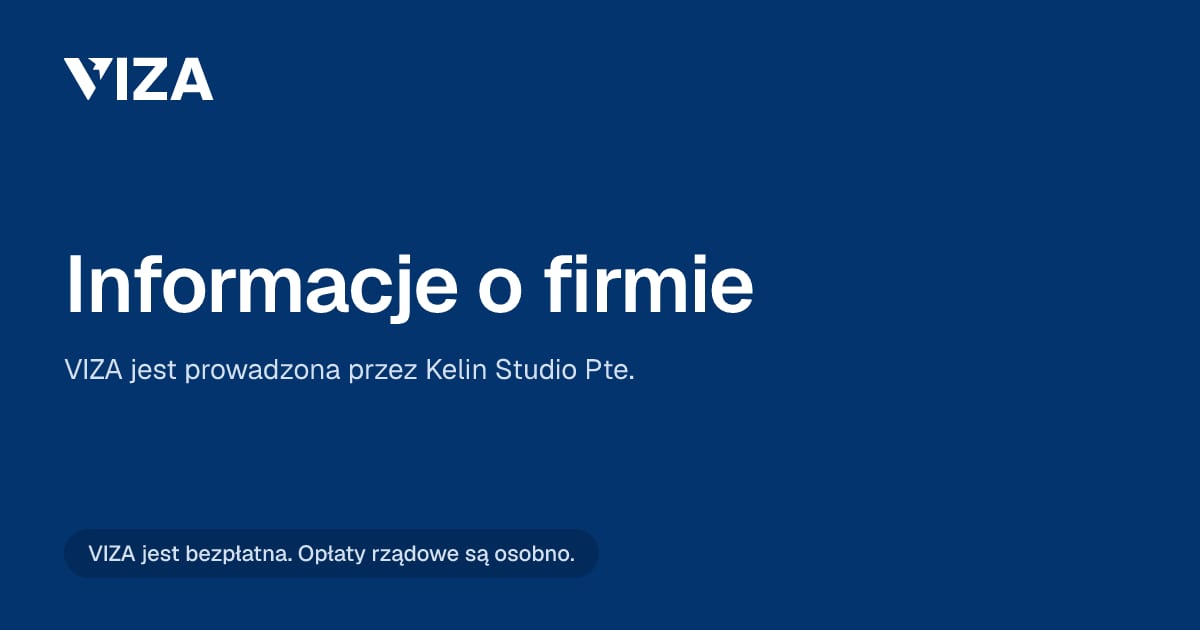 VIZA
Informacje o firmie
VIZA jest prowadzona przez Kelin Studio Pte.
VIZA jest bezpłatna. Opłaty rządowe są osobno.